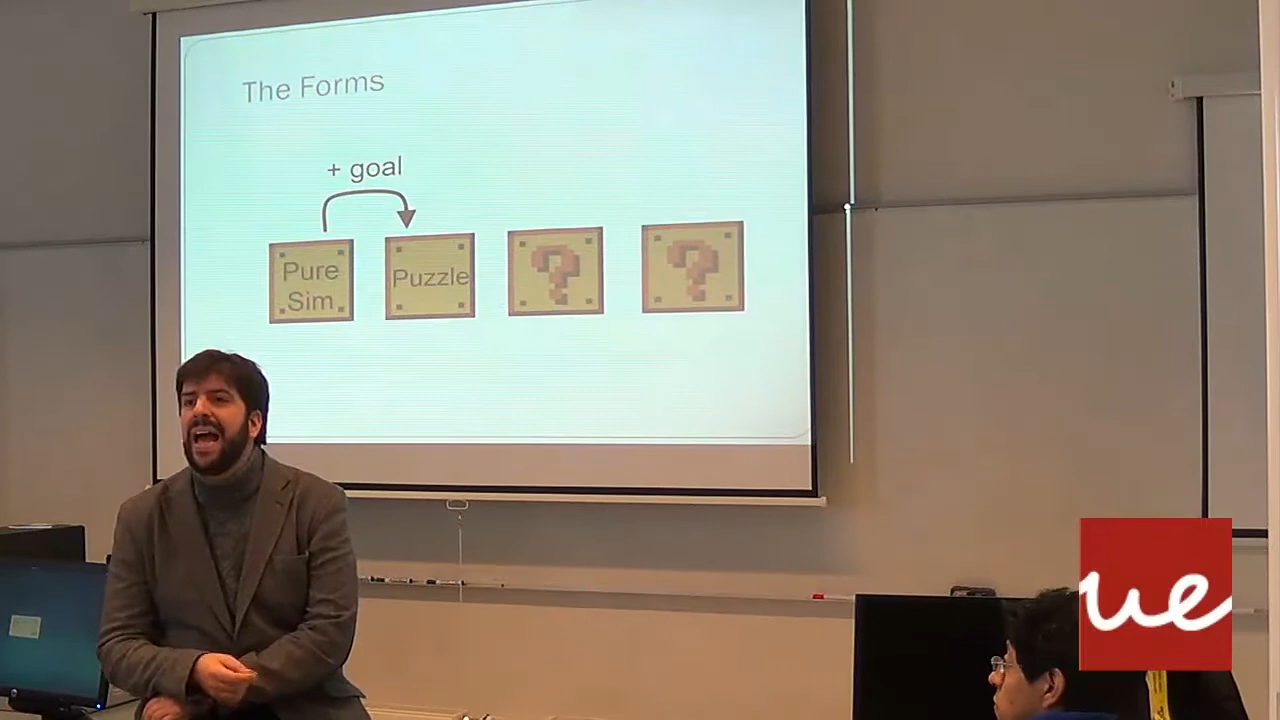 The Forms
+ goal
Pure
Sim
Puzzle
?
?
ue